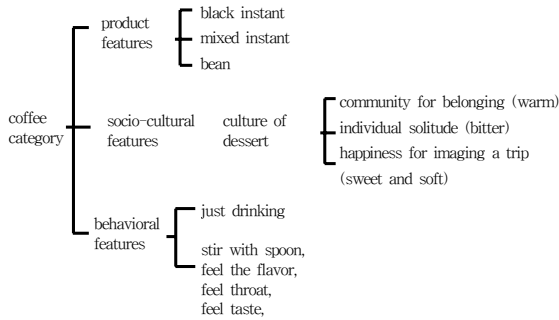 coffee
category
product
features
black instant
mixed instant
bean
socio-cultural
features
culture of
dessert
community for belonging (warm)
individual solitude (bitter)
happiness for imaging a trip
(sweet and soft)
behavioral
features
just drinking
stir with spoon,
feel the flavor,
feel throat,
feel taste,